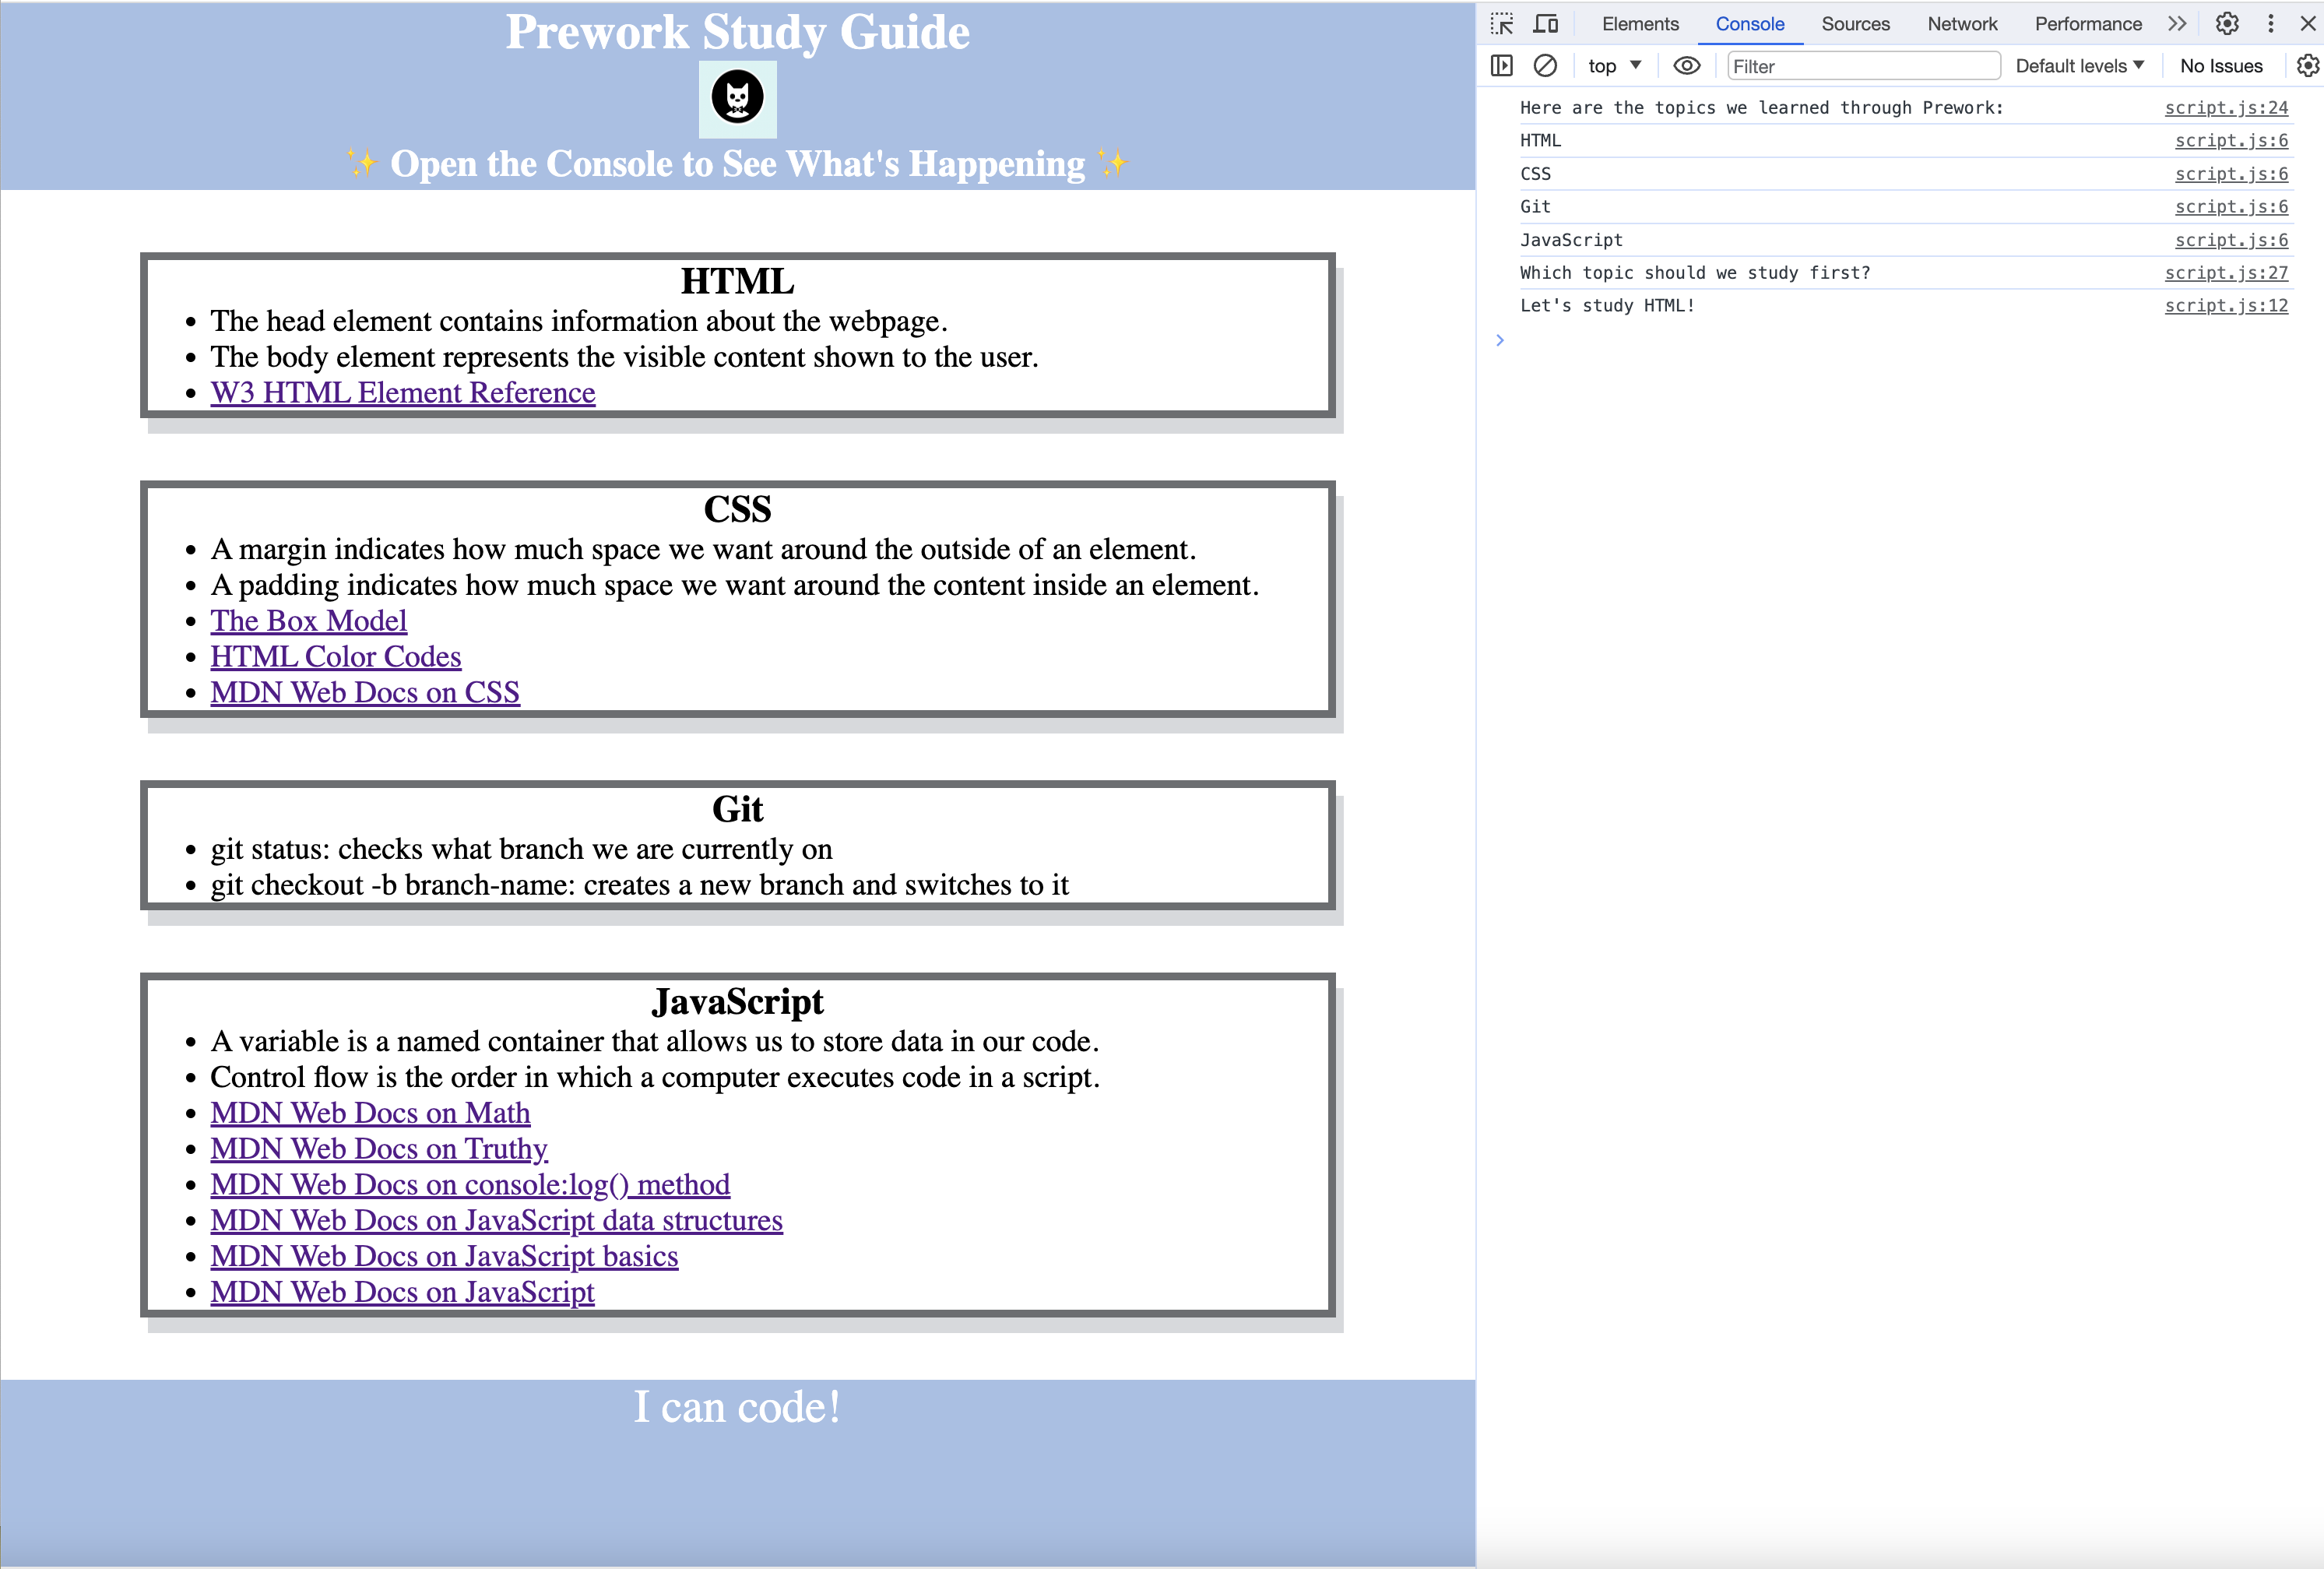 Prework Study Guide
✨ Open the Console to See What's Happening ✨
HTML
• The head element contains information about the webpage.
• The body element represents the visible content shown to the user.
• W3 HTML Element Reference
CSS
• A margin indicates how much space we want around the outside of an element.
• A padding indicates how much space we want around the content inside an element.
• The Box Model
• HTML Color Codes
• MDN Web Docs on CSS
Git
• git status: checks what branch we are currently on
• git checkout -b branch-name: creates a new branch and switches to it
JavaScript
• A variable is a named container that allows us to store data in our code.
• Control flow is the order in which a computer executes code in a script.
• MDN Web Docs on Math
• MDN Web Docs on Truthy
• MDN Web Docs on console:log() method
• MDN Web Docs on JavaScript data structures
• MDN Web Docs on JavaScript basics
• MDN Web Docs on JavaScript
I can code!
Elements Console Sources Network Performance
top Filter Default levels No Issues
Here are the topics we learned through Prework: script.js:24
HTML script.js:6
CSS script.js:6
Git script.js:6
JavaScript script.js:6
Which topic should we study first? script.js:27
Let's study HTML! script.js:12